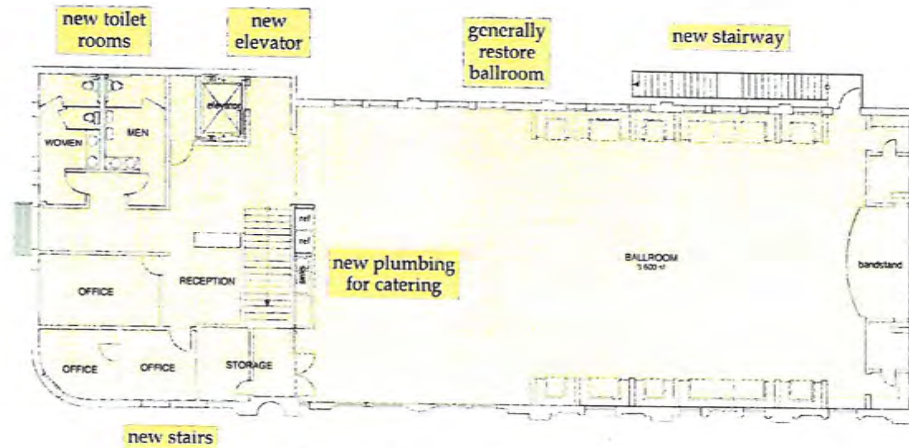 new toilet
rooms
new
elevator
generally
restore
ballroom
new stairway
elevator
WOMEN
MEN
ref
ref
new plumbing
for catering
BALLROOM
bandstand
OFFICE
RECEPTION
OFFICE
OFFICE
STORAGE
new stairs